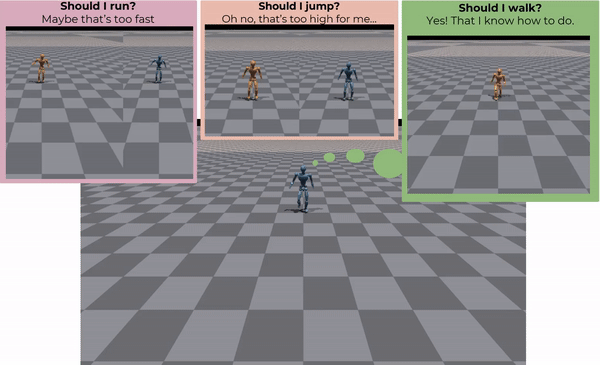 Should I run?
Maybe that's too fast
Should I jump?
Oh no, that's too high for me...
Should I walk?
Yes! That I know how to do.